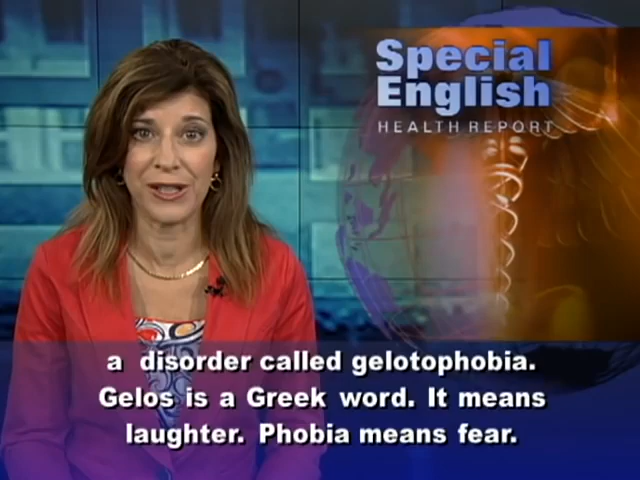 Special
English
HEALTH REPORT
a disorder called gelotophobia.
Gelos is a Greek word. It means
laughter. Phobia means fear.